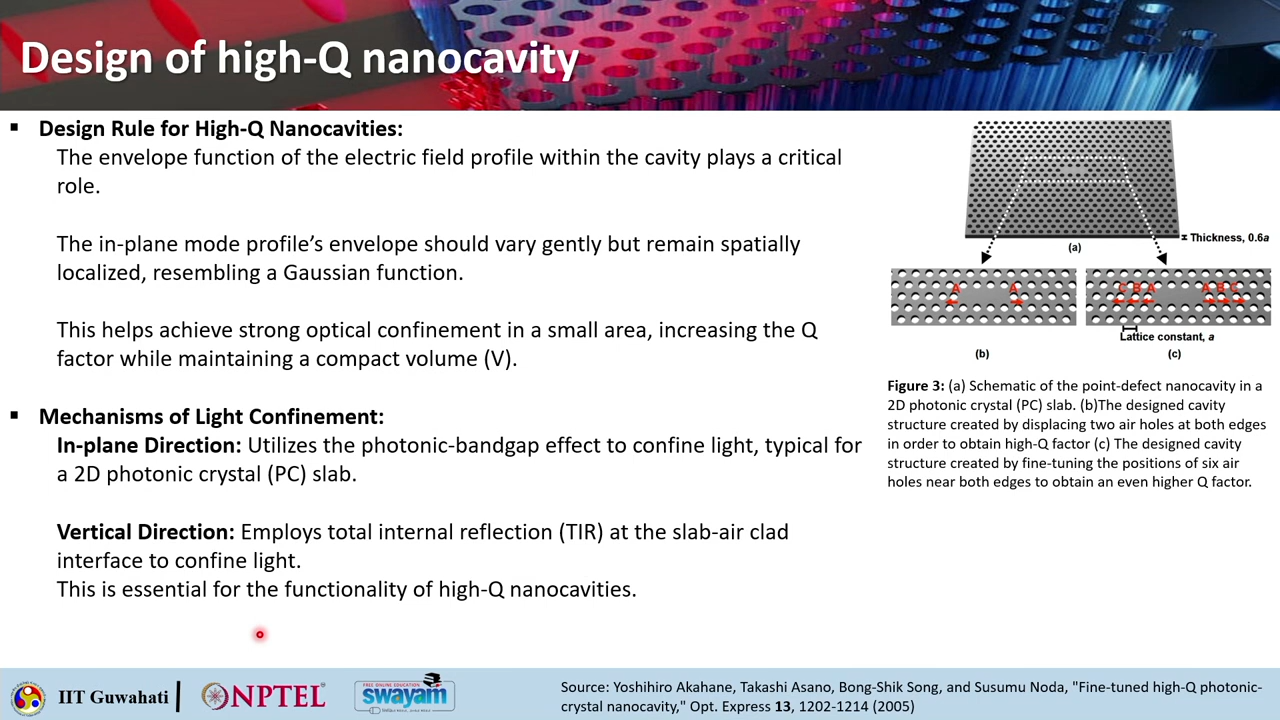 Design of high-Q nanocavity
▪ Design Rule for High-Q Nanocavities:
The envelope function of the electric field profile within the cavity plays a critical
role.
The in-plane mode profile’s envelope should vary gently but remain spatially
localized, resembling a Gaussian function.
This helps achieve strong optical confinement in a small area, increasing the Q
factor while maintaining a compact volume (V).
▪ Mechanisms of Light Confinement:
In-plane Direction: Utilizes the photonic-bandgap effect to confine light, typical for
a 2D photonic crystal (PC) slab.
Vertical Direction: Employs total internal reflection (TIR) at the slab-air clad
interface to confine light.
This is essential for the functionality of high-Q nanocavities.
Thickness, 0.6a
(a)
A A
C B A A B C
Lattice constant, a
(b) (c)
Figure 3: (a) Schematic of the point-defect nanocavity in a
2D photonic crystal (PC) slab. (b)The designed cavity
structure created by displacing two air holes at both edges
in order to obtain high-Q factor (c) The designed cavity
structure created by fine-tuning the positions of six air
holes near both edges to obtain an even higher Q factor.
IIT Guwahati
NPTEL
FREE ONLINE EDUCATION
swayam
Source: Yoshihiro Akahane, Takashi Asano, Bong-Shik Song, and Susumu Noda, "Fine-tuned high-Q photonic-
crystal nanocavity," Opt. Express 13, 1202-1214 (2005)